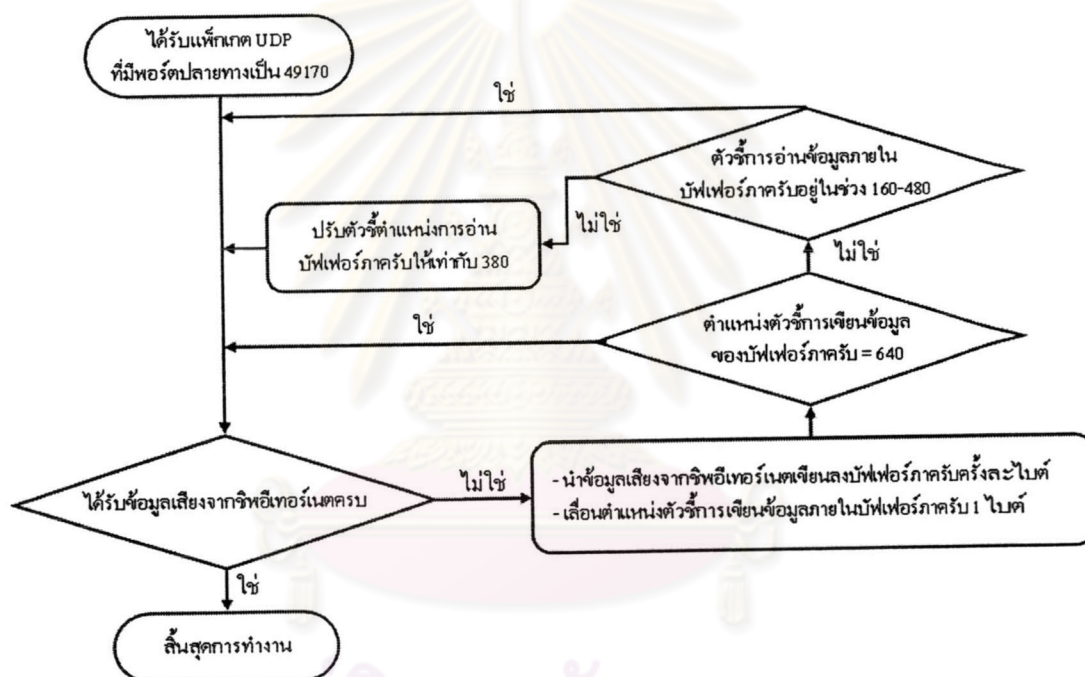 ได้รับแพ็กเกต UDP
ที่มีพอร์ตปลายทางเป็น 49170
ใช่
ตัวชี้การอ่านข้อมูลภายใน
บัฟเฟอร์ภาครับอยู่ในช่วง 160-480
ไม่ใช่
ปรับตัวชี้ตำแหน่งการอ่าน
บัฟเฟอร์ภาครับให้เท่ากับ 380
ไม่ใช่
ใช่
ตำแหน่งตัวชี้การเขียนข้อมูล
ของบัฟเฟอร์ภาครับ = 640
ได้รับข้อมูลเสียงจากชิพอีเทอร์เนตครบ
ไม่ใช่
- นำข้อมูลเสียงจากชิพอีเทอร์เนตเขียนลงบัฟเฟอร์ภาครับครั้งละไบต์
- เลื่อนตำแหน่งตัวชี้การเขียนข้อมูลภายในบัฟเฟอร์ภาครับ 1 ไบต์
ใช่
สิ้นสุดการทำงาน